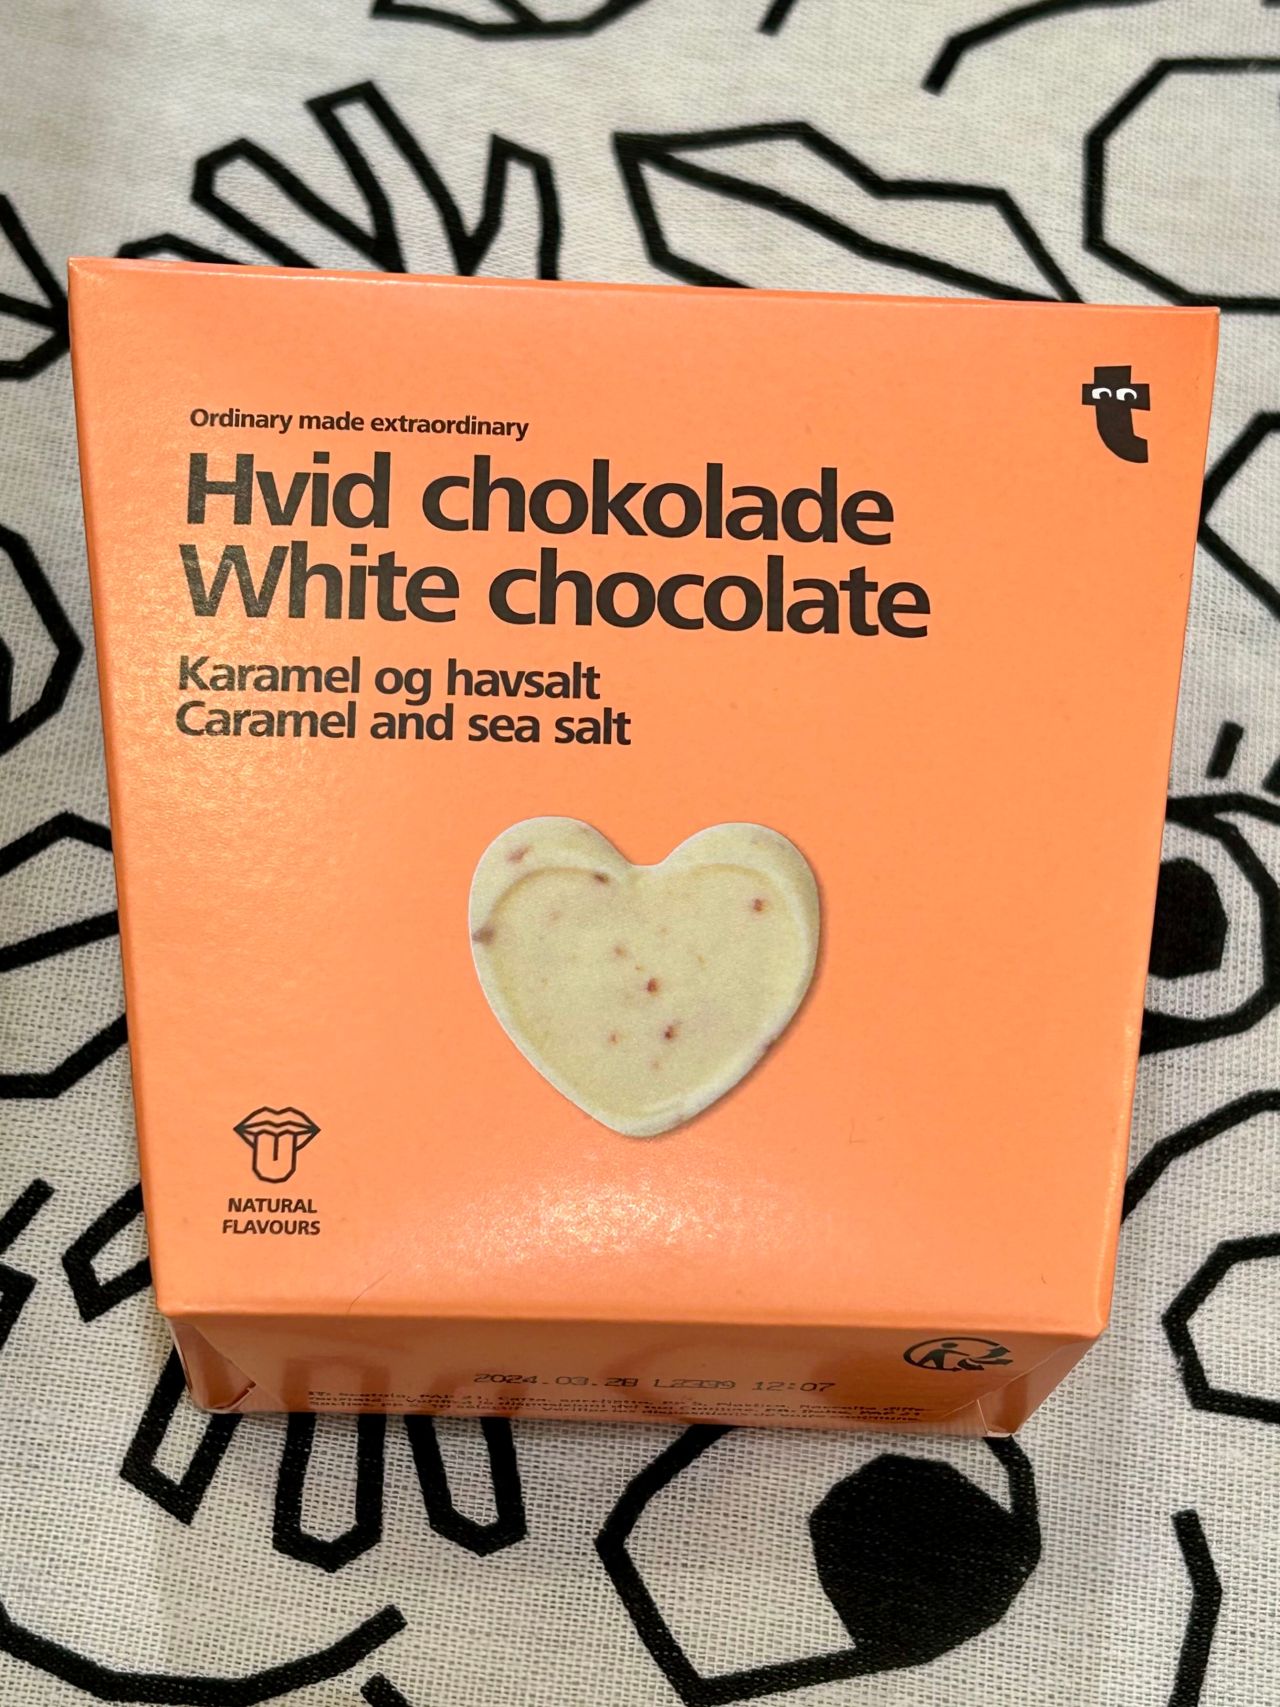 Ordinary made extraordinary
Hvid chokolade
White chocolate
Karamel og havsalt
Caramel and sea salt
NATURAL
FLAVOURS
2024.03.28 12:07